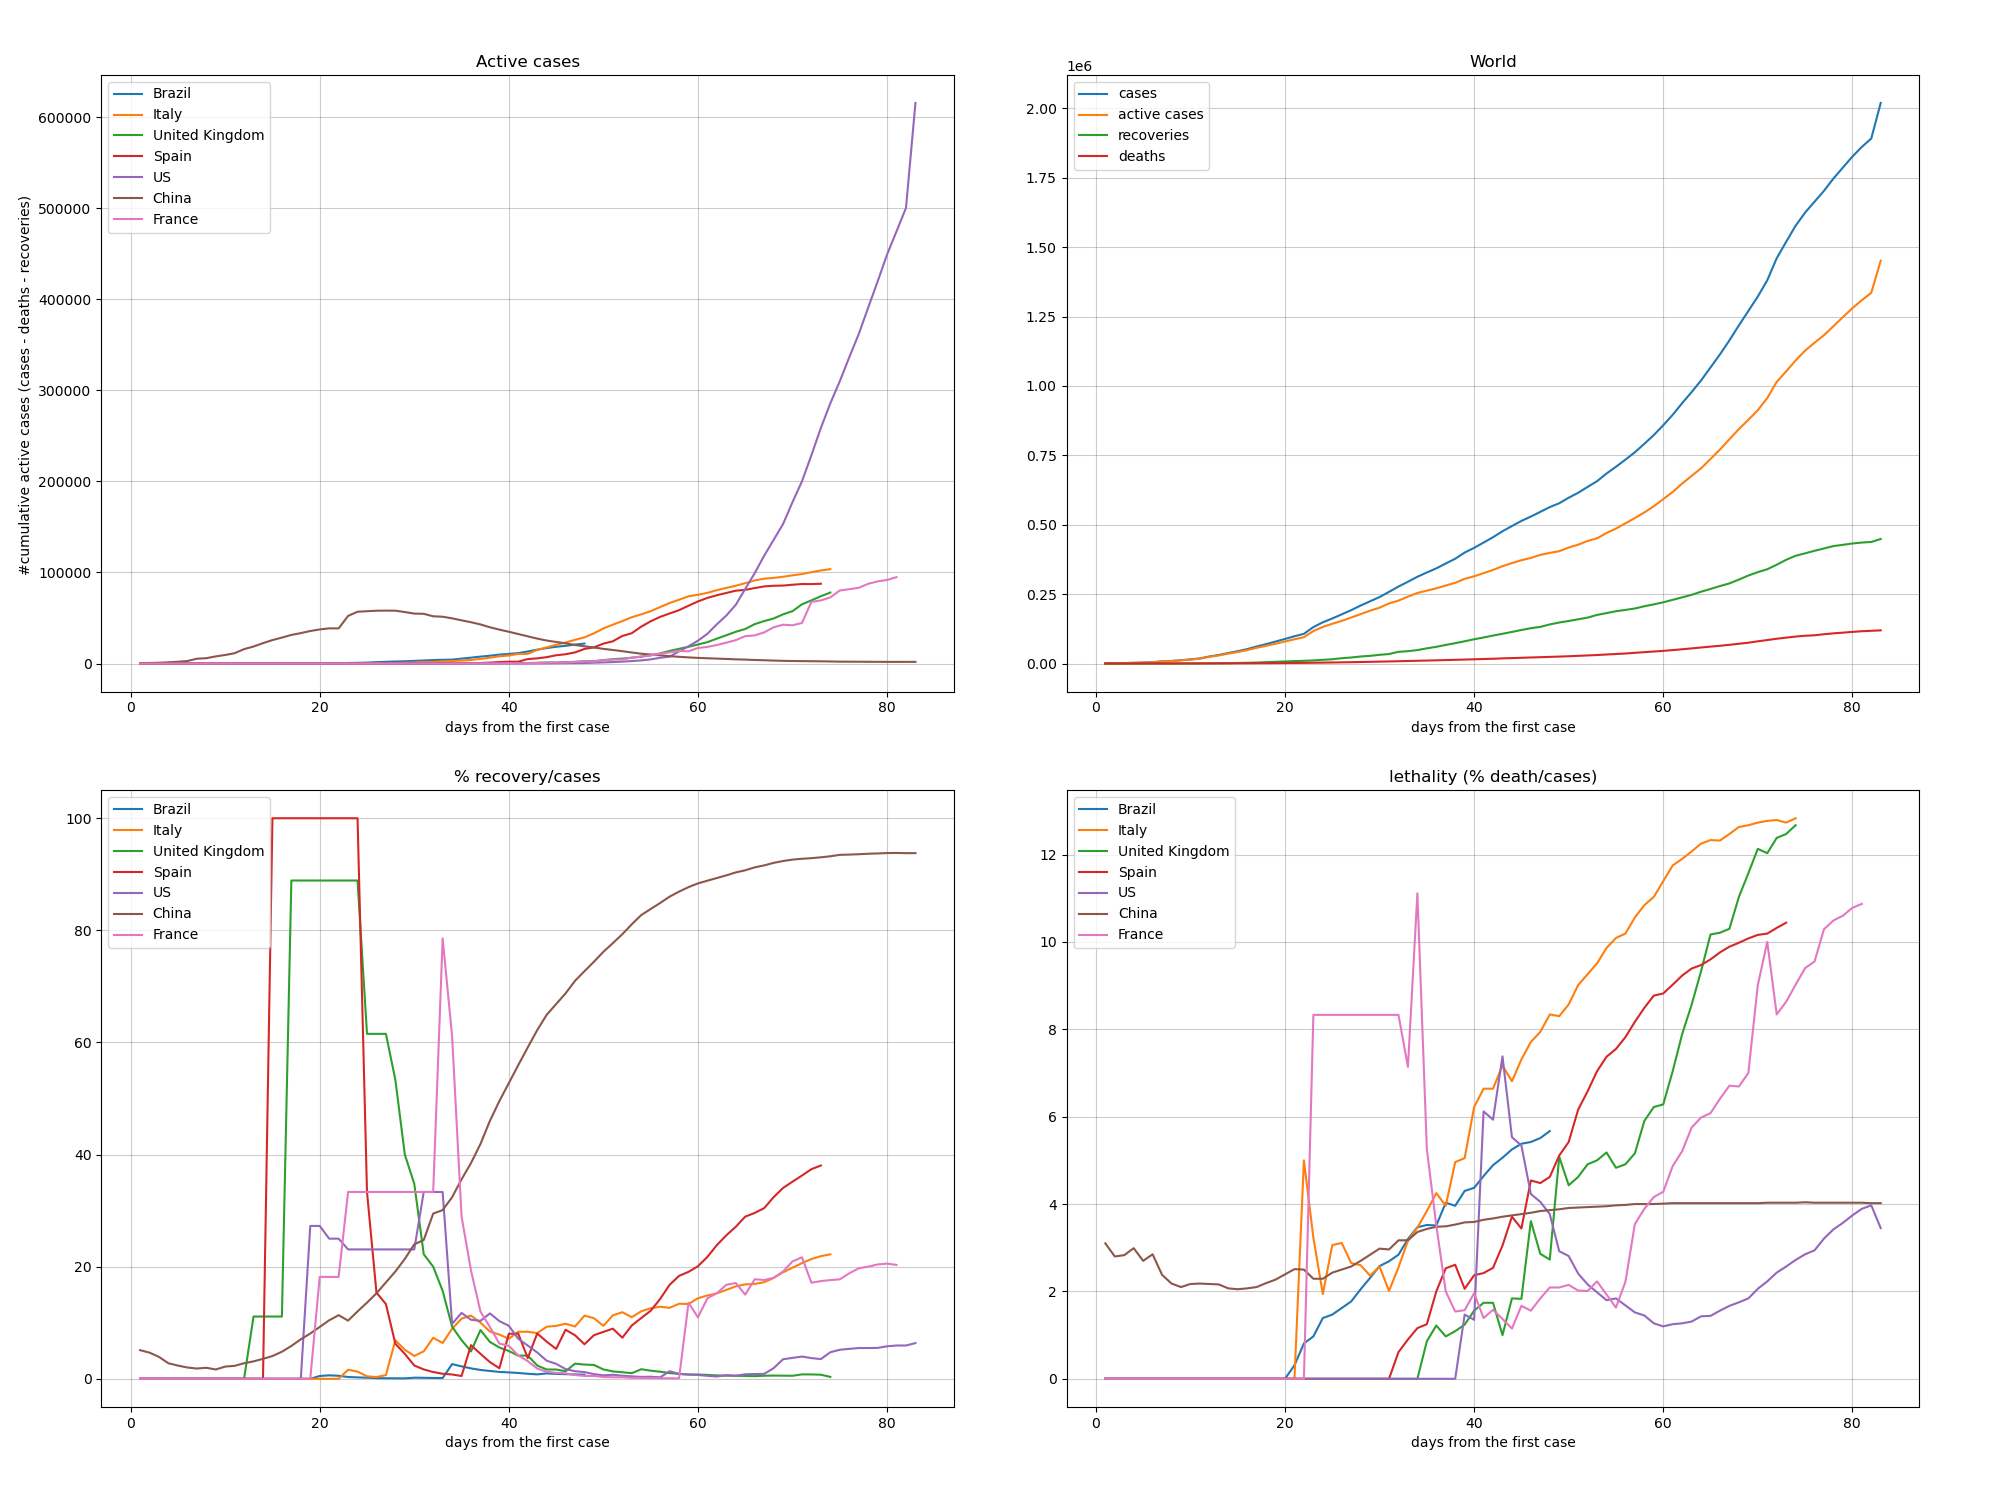 Active cases
#cumulative active cases (cases - deaths - recoveries)
600000
500000
400000
300000
200000
100000
0
Brazil
Italy
United Kingdom
Spain
US
China
France
0 20 40 60 80
days from the first case
World
1e6
2.00
1.75
1.50
1.25
1.00
0.75
0.50
0.25
0.00
cases
active cases
recoveries
deaths
0 20 40 60 80
days from the first case
% recovery/cases
100
80
60
40
20
0
Brazil
Italy
United Kingdom
Spain
US
China
France
0 20 40 60 80
days from the first case
lethality (% death/cases)
12
10
8
6
4
2
0
Brazil
Italy
United Kingdom
Spain
US
China
France
0 20 40 60 80
days from the first case